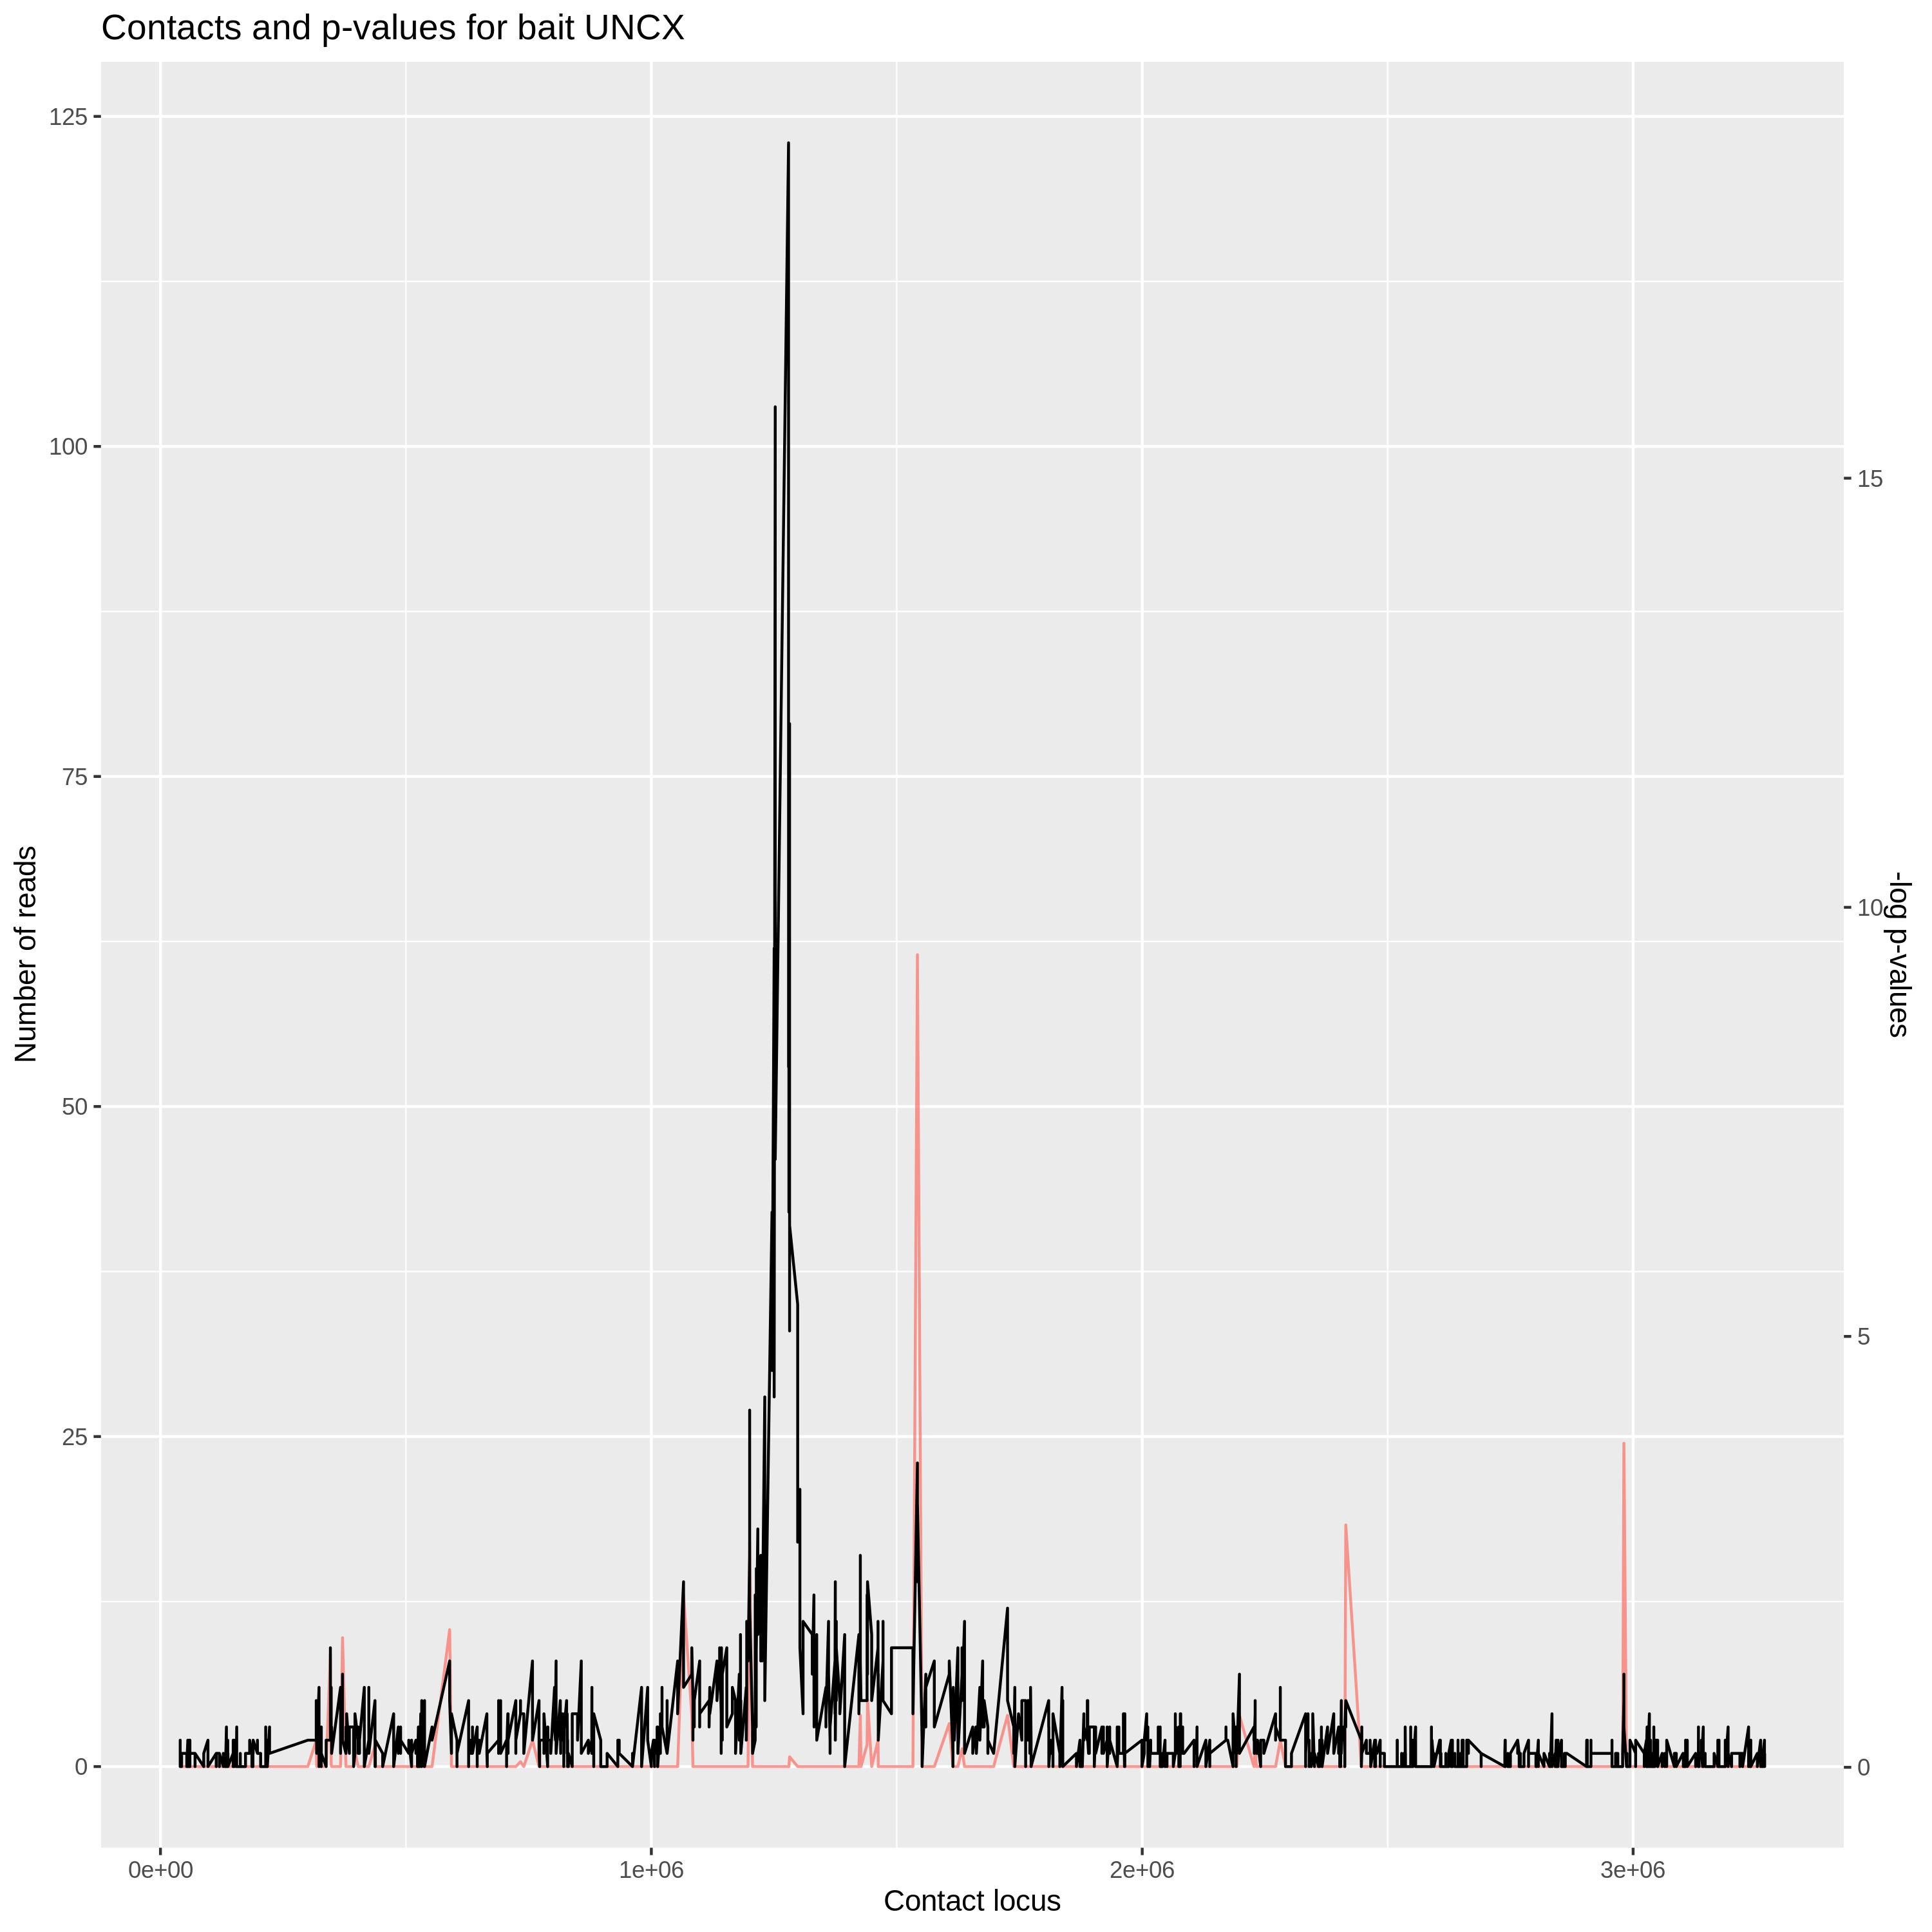 Contacts and p-values for bait UNCX
125
100
75
50
25
0
Number of reads
15
10
5
0
-log p-values
0e+00
1e+06
2e+06
3e+06
Contact locus